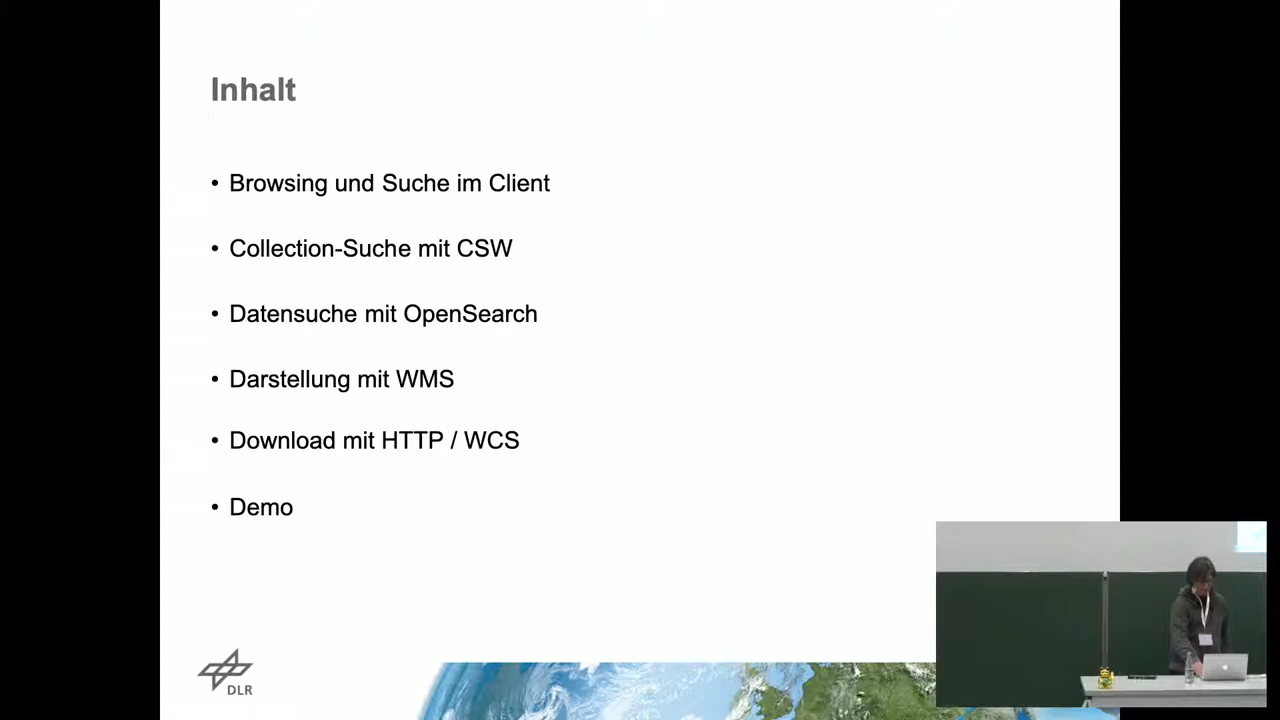 Inhalt
• Browsing und Suche im Client
• Collection-Suche mit CSW
• Datensuche mit OpenSearch
• Darstellung mit WMS
• Download mit HTTP / WCS
• Demo
DLR